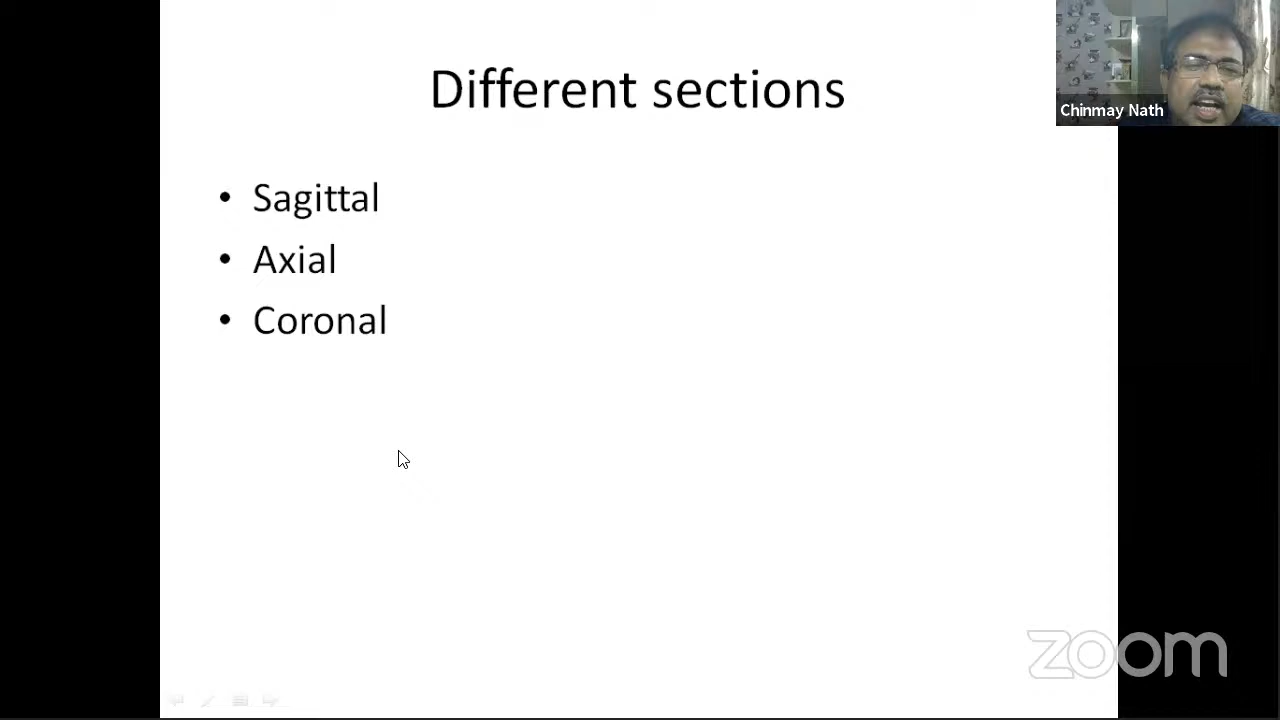 Different sections
• Sagittal
• Axial
• Coronal
Chinmay Nath
zoom